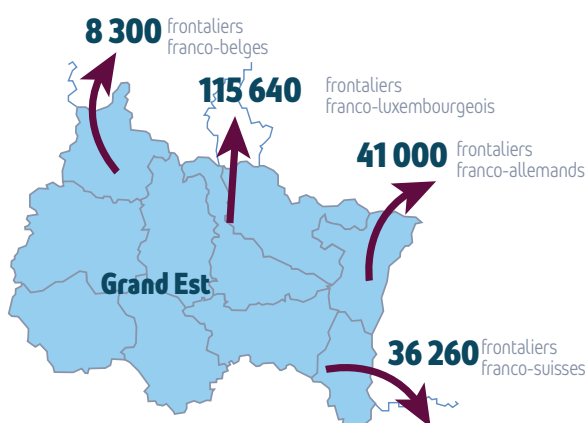 8 300 frontaliers
franco-belges
115 640 frontaliers
franco-luxembourgeois
41 000 frontaliers
franco-allemands
Grand Est
36 260 frontaliers
franco-suisses